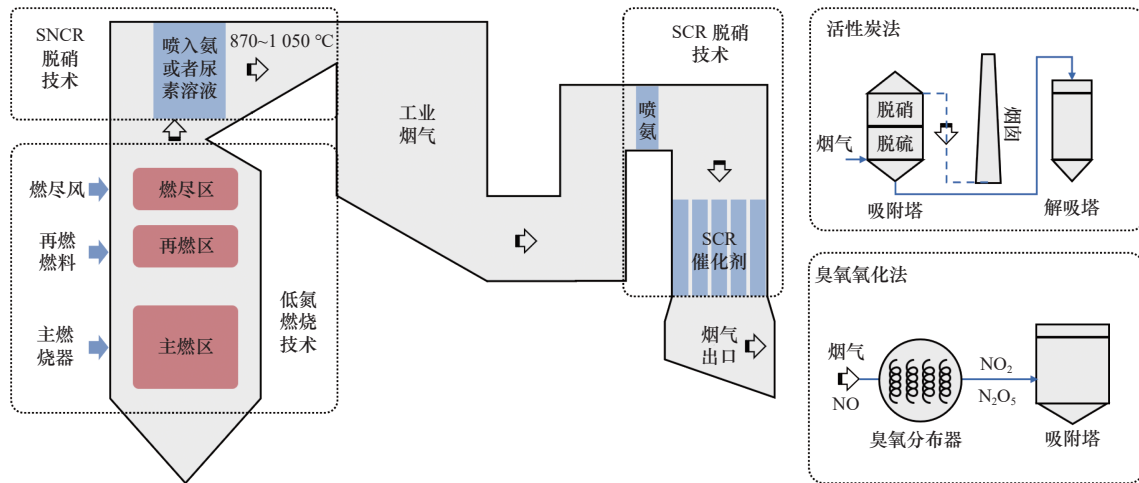 SNCR
脱硝
技术
喷入氨
或者尿
素溶液
870~1 050 ℃
燃尽风
燃尽区
再燃
燃料
再燃区
主燃
烧器
主燃区
低氮
燃烧
技术
工业
烟气
SCR 脱硝
技术
喷
氨
SCR
催化剂
烟气
出口
活性炭法
脱硝
脱硫
烟气
吸附塔
烟囱
解吸塔
臭氧氧化法
烟气
NO
臭氧分布器
NO₂
N₂O₅
吸附塔